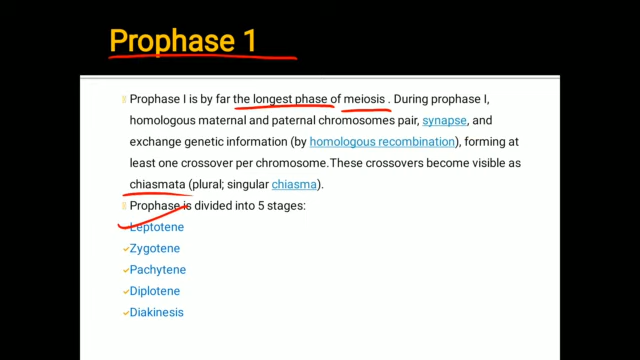 Prophase 1
Prophase I is by far the longest phase of meiosis . During prophase I,
homologous maternal and paternal chromosomes pair, synapse, and
exchange genetic information (by homologous recombination), forming at
least one crossover per chromosome.These crossovers become visible as
chiasmata (plural; singular chiasma).
Prophase is divided into 5 stages:
Leptotene
Zygotene
Pachytene
Diplotene
Diakinesis